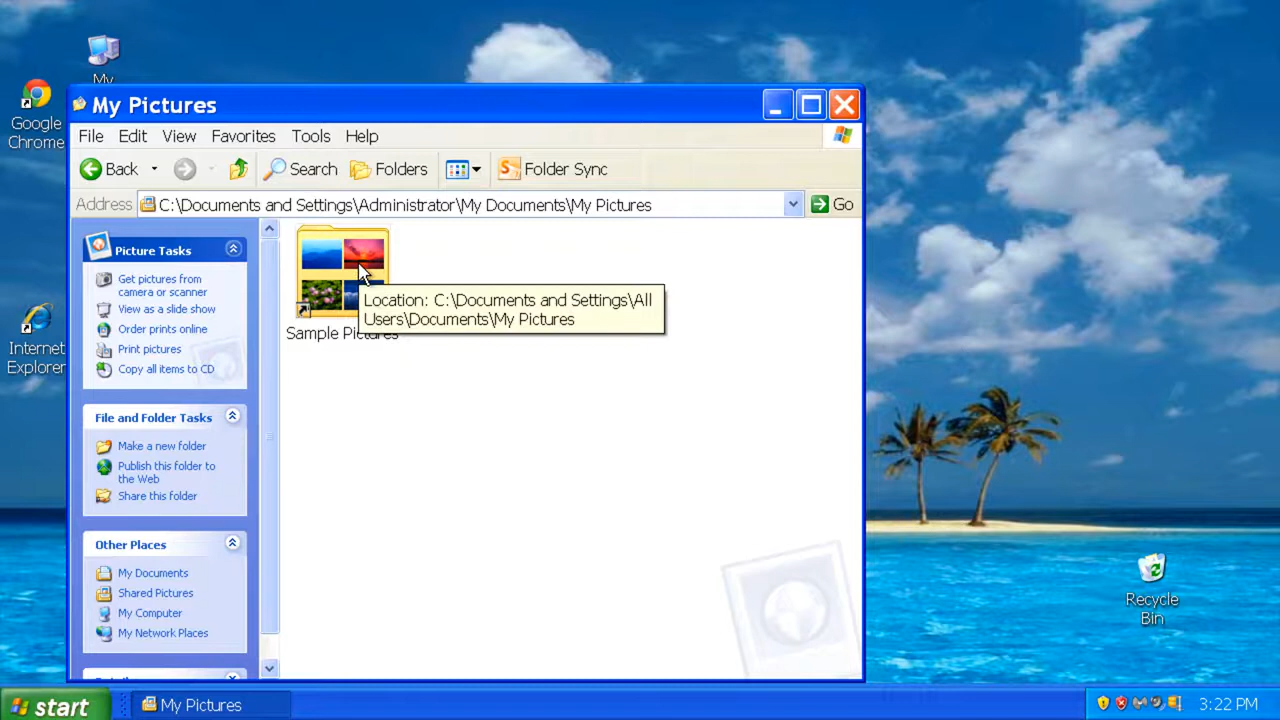 My
Google
Chrome
Internet
Explorer
My Pictures
File Edit View Favorites Tools Help
Back Search Folders Folder Sync
Address C:\Documents and Settings\Administrator\My Documents\My Pictures Go
Picture Tasks
Get pictures from
camera or scanner
View as a slide show
Order prints online
Print pictures
Copy all items to CD
File and Folder Tasks
Make a new folder
Publish this folder to
the Web
Share this folder
Other Places
My Documents
Shared Pictures
My Computer
My Network Places
Location: C:\Documents and Settings\All
Users\Documents\My Pictures
Sample Pictures
Recycle
Bin
start My Pictures 3:22 PM